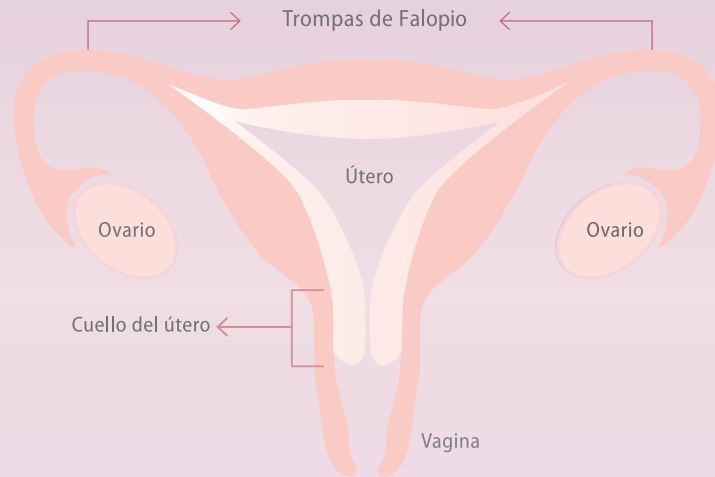 Trompas de Falopio
Útero
Ovario
Ovario
Cuello del útero
Vagina